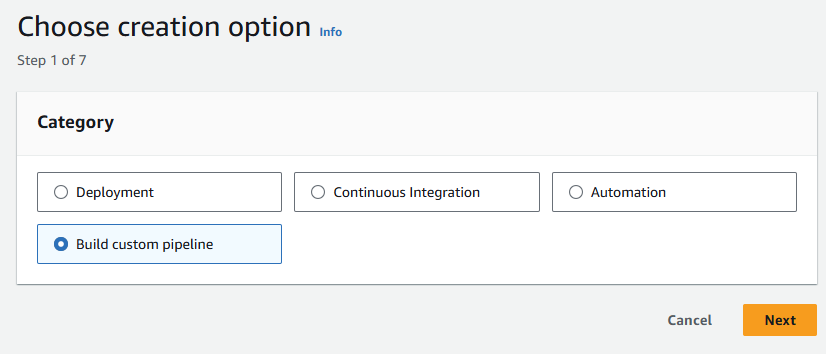 Choose creation option Info
Step 1 of 7
Category
Deployment
Continuous Integration
Automation
Build custom pipeline
Cancel
Next